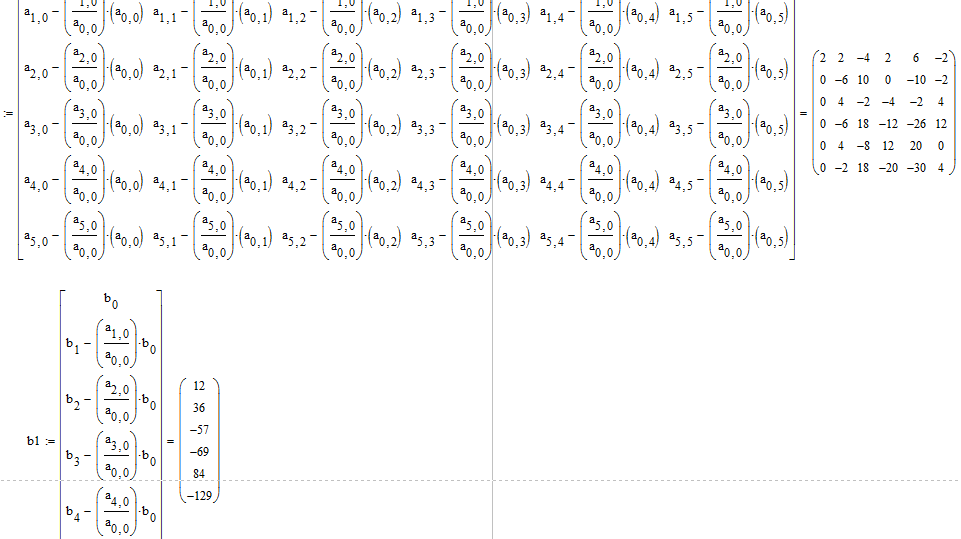 a1,0 − (a1,0/a0,0)·(a0,0) a1,1 − (a1,0/a0,0)·(a0,1) a1,2 − (a1,0/a0,0)·(a0,2) a1,3 − (a1,0/a0,0)·(a0,3) a1,4 − (a1,0/a0,0)·(a0,4) a1,5 − (a1,0/a0,0)·(a0,5)
a2,0 − (a2,0/a0,0)·(a0,0) a2,1 − (a2,0/a0,0)·(a0,1) a2,2 − (a2,0/a0,0)·(a0,2) a2,3 − (a2,0/a0,0)·(a0,3) a2,4 − (a2,0/a0,0)·(a0,4) a2,5 − (a2,0/a0,0)·(a0,5)
:= a3,0 − (a3,0/a0,0)·(a0,0) a3,1 − (a3,0/a0,0)·(a0,1) a3,2 − (a3,0/a0,0)·(a0,2) a3,3 − (a3,0/a0,0)·(a0,3) a3,4 − (a3,0/a0,0)·(a0,4) a3,5 − (a3,0/a0,0)·(a0,5) =
a4,0 − (a4,0/a0,0)·(a0,0) a4,1 − (a4,0/a0,0)·(a0,1) a4,2 − (a4,0/a0,0)·(a0,2) a4,3 − (a4,0/a0,0)·(a0,3) a4,4 − (a4,0/a0,0)·(a0,4) a4,5 − (a4,0/a0,0)·(a0,5)
a5,0 − (a5,0/a0,0)·(a0,0) a5,1 − (a5,0/a0,0)·(a0,1) a5,2 − (a5,0/a0,0)·(a0,2) a5,3 − (a5,0/a0,0)·(a0,3) a5,4 − (a5,0/a0,0)·(a0,4) a5,5 − (a5,0/a0,0)·(a0,5)
2 2 −4 2 6 −2
0 −6 10 0 −10 −2
0 4 −2 −4 −2 4
0 −6 18 −12 −26 12
0 4 −8 12 20 0
0 −2 18 −20 −30 4
b0
b1 − (a1,0/a0,0)·b0
b2 − (a2,0/a0,0)·b0
b1 := b3 − (a3,0/a0,0)·b0 =
b4 − (a4,0/a0,0)·b0
12
36
−57
−69
84
−129